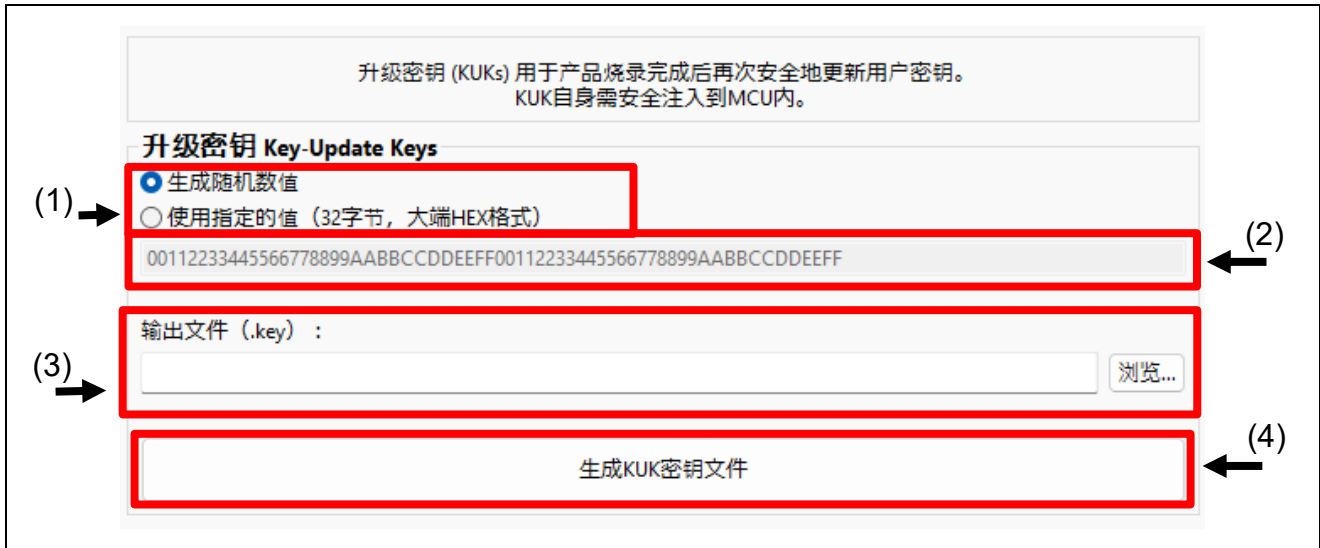 升级密钥 (KUKs) 用于产品烧录完成后再次安全地更新用户密钥。
KUK自身需安全注入到MCU内。
升级密钥 Key-Update Keys
(1)
生成随机数值
使用指定的值（32字节，大端HEX格式）
(2)
00112233445566778899AABBCCDDEEFF00112233445566778899AABBCCDDEEFF
输出文件（.key）：
(3)
浏览...
(4)
生成KUK密钥文件